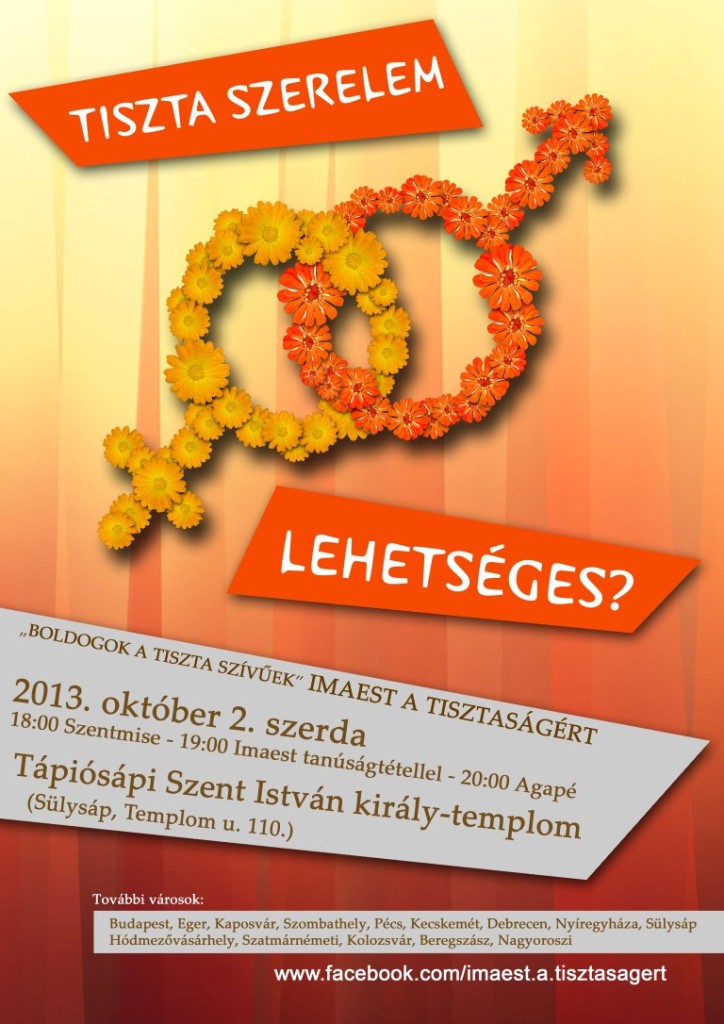 TISZTA SZERELEM
LEHETSÉGES?
„BOLDOGOK A TISZTA SZÍVŰEK” IMAEST A TISZTASÁGÉRT
2013. október 2. szerda
18:00 Szentmise - 19:00 Imaest tanúságtétellel - 20:00 Agapé
Tápiósápi Szent István király-templom
(Sülysáp, Templom u. 110.)
További városok:
Budapest, Eger, Kaposvár, Szombathely, Pécs, Kecskemét, Debrecen, Nyíregyháza, Sülysáp
Hódmezővásárhely, Szatmárnémeti, Kolozsvár, Beregszász, Nagyoroszi
www.facebook.com/imaest.a.tisztasagert